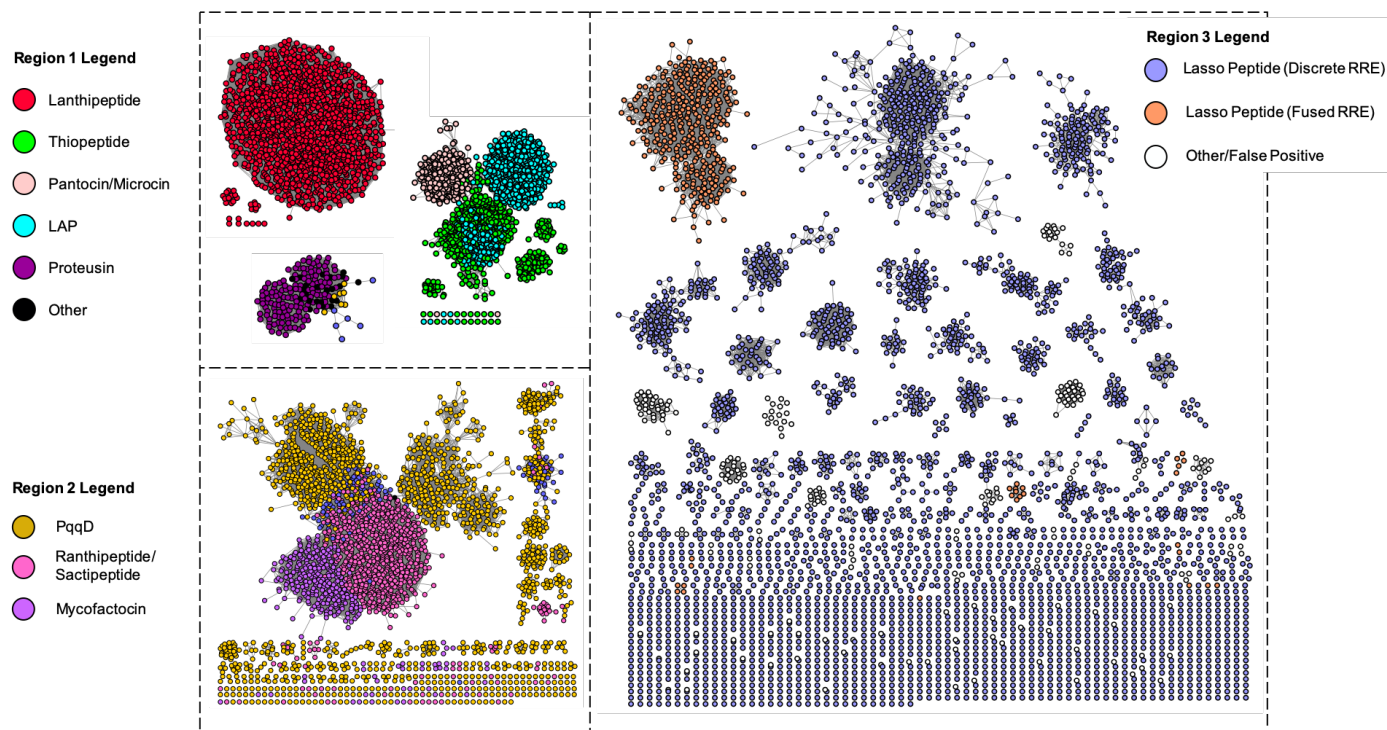 Region 1 Legend
Lanthipeptide
Thiopeptide
Pantocin/Microcin
LAP
Proteusin
Other
Region 2 Legend
PqqD
Ranthipeptide/
Sactipeptide
Mycofactocin
Region 3 Legend
Lasso Peptide (Discrete RRE)
Lasso Peptide (Fused RRE)
Other/False Positive